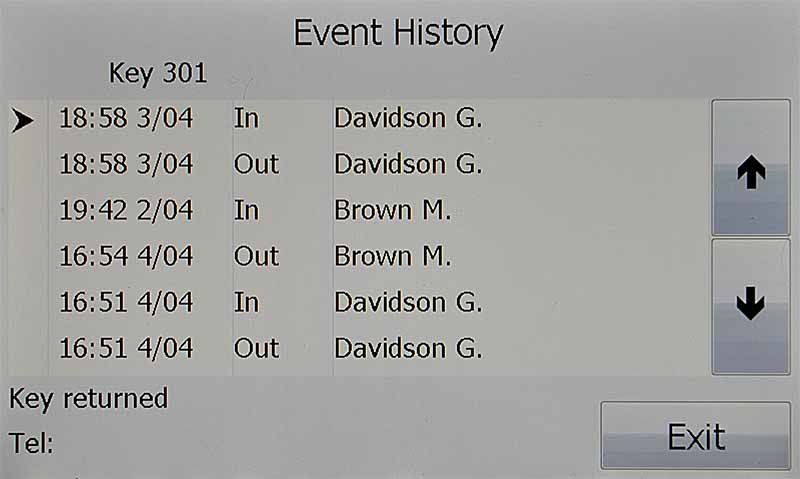 Event History
Key 301
18:58 3/04 In Davidson G.
18:58 3/04 Out Davidson G.
19:42 2/04 In Brown M.
16:54 4/04 Out Brown M.
16:51 4/04 In Davidson G.
16:51 4/04 Out Davidson G.
Key returned
Tel:
Exit